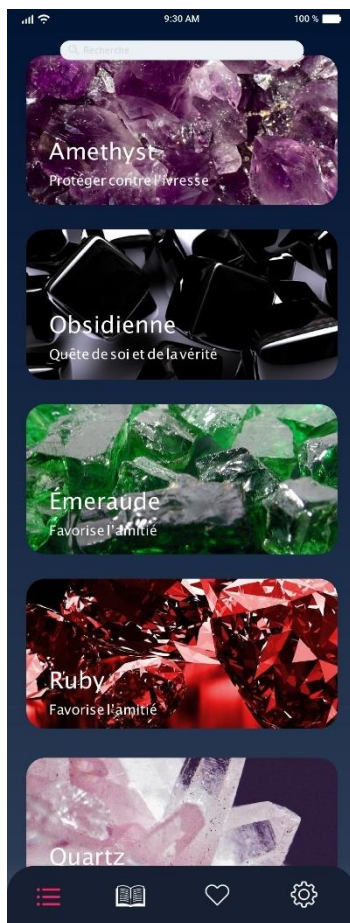 9:30 AM
100 %
Recherche
Amethyst
Protéger contre l'ivresse
Obsidienne
Quête de soi et de la vérité
Émeraude
Favorise l'amitié
Ruby
Favorise l'amitié
Quartz